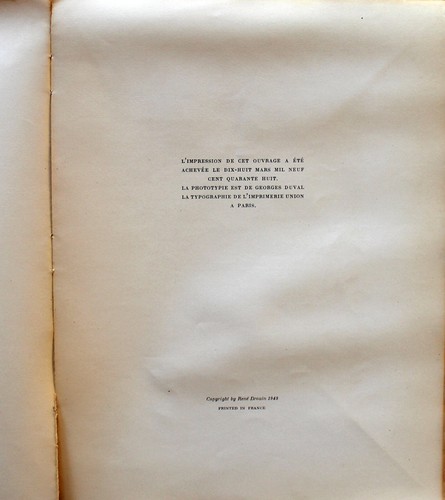 L'IMPRESSION DE CET OUVRAGE A ÉTÉ
ACHEVÉE LE DIX-HUIT MARS MIL NEUF
CENT QUARANTE HUIT.
LA PHOTOTYPIE EST DE GEORGES DUVAL
LA TYPOGRAPHIE DE L'IMPRIMERIE UNION
A PARIS.
Copyright by René Drouin 1948
PRINTED IN FRANCE